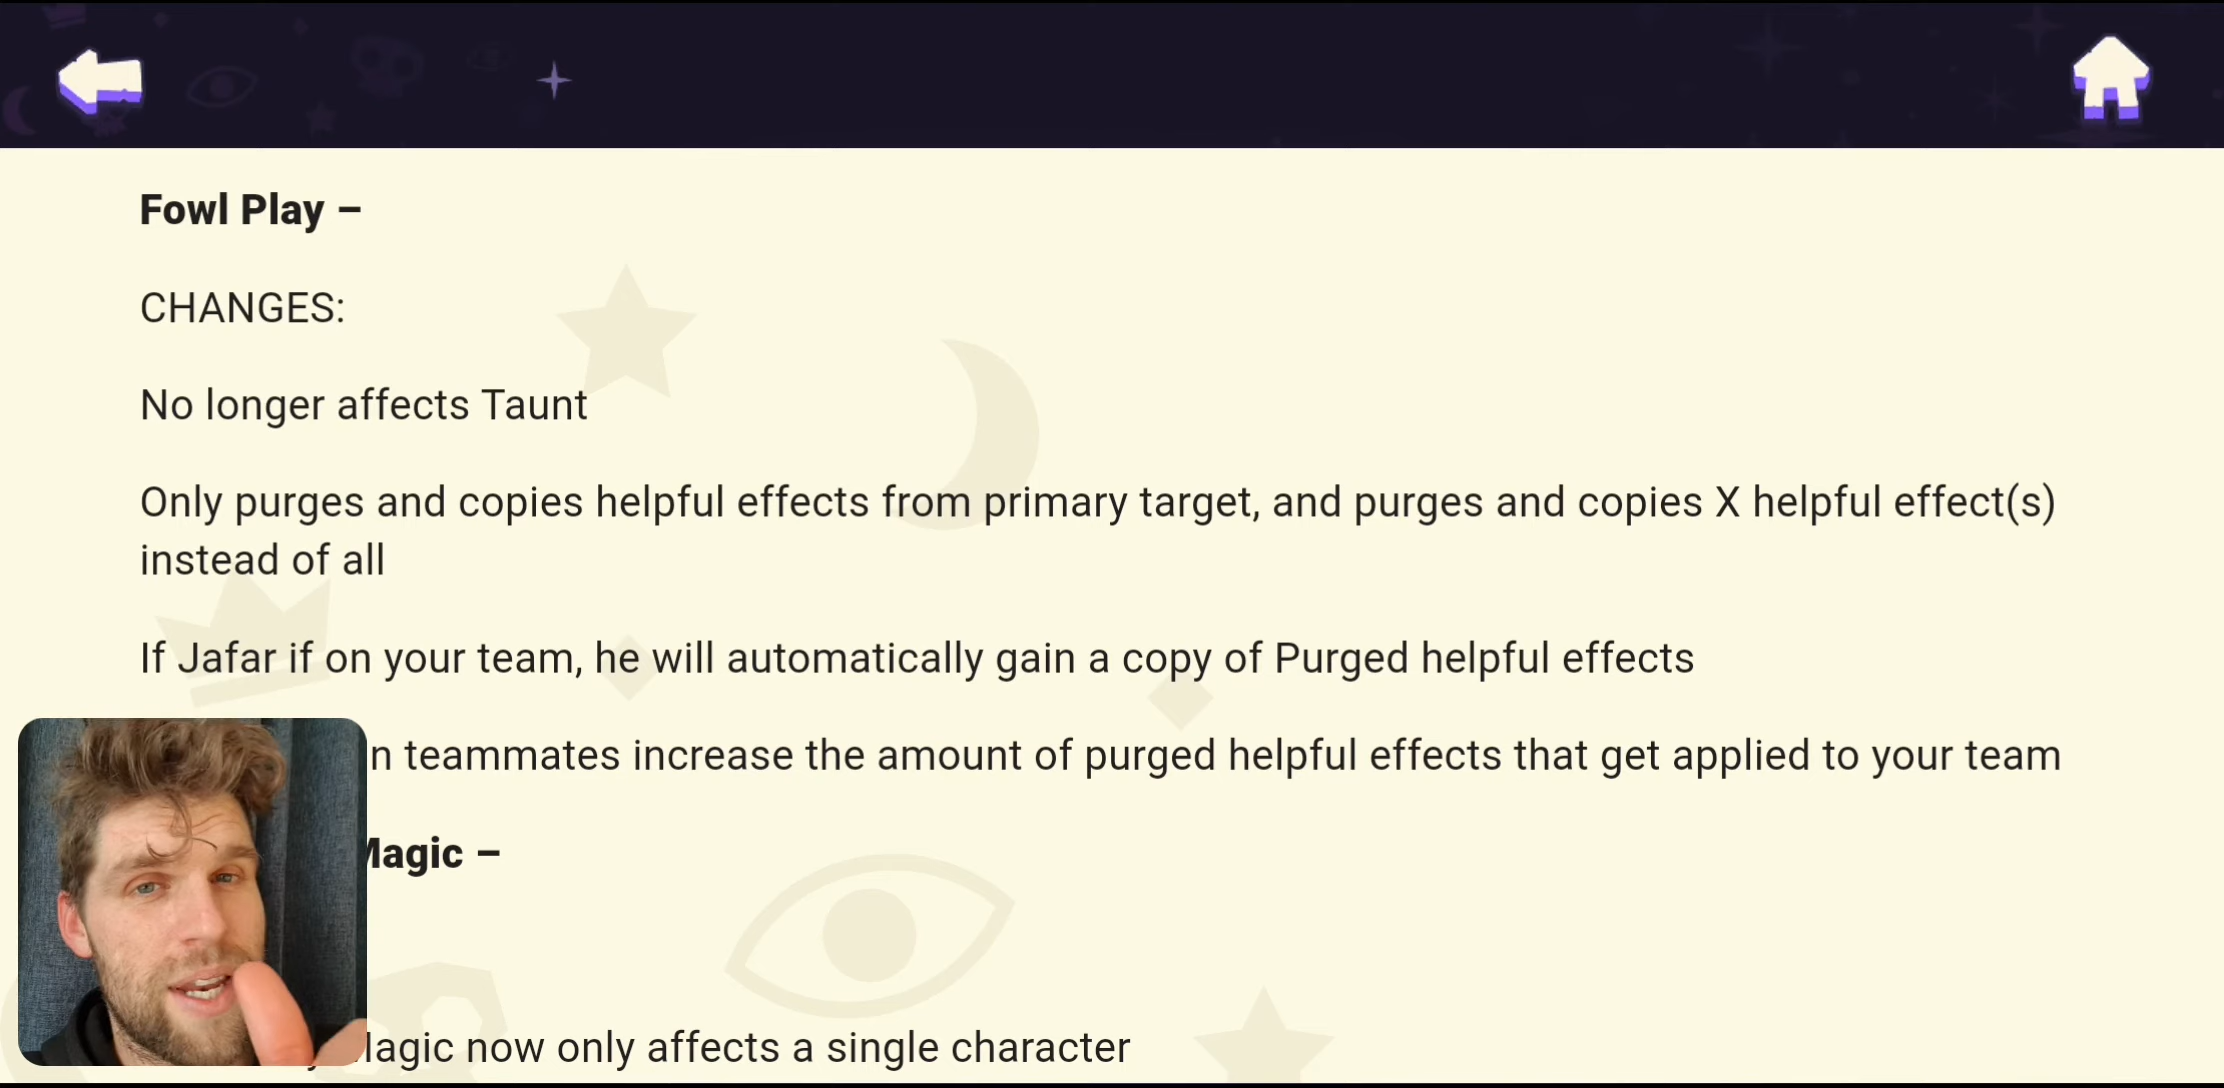 Fowl Play –
CHANGES:
No longer affects Taunt
Only purges and copies helpful effects from primary target, and purges and copies X helpful effect(s)
instead of all
If Jafar if on your team, he will automatically gain a copy of Purged helpful effects
teammates increase the amount of purged helpful effects that get applied to your team
Magic –
Magic now only affects a single character